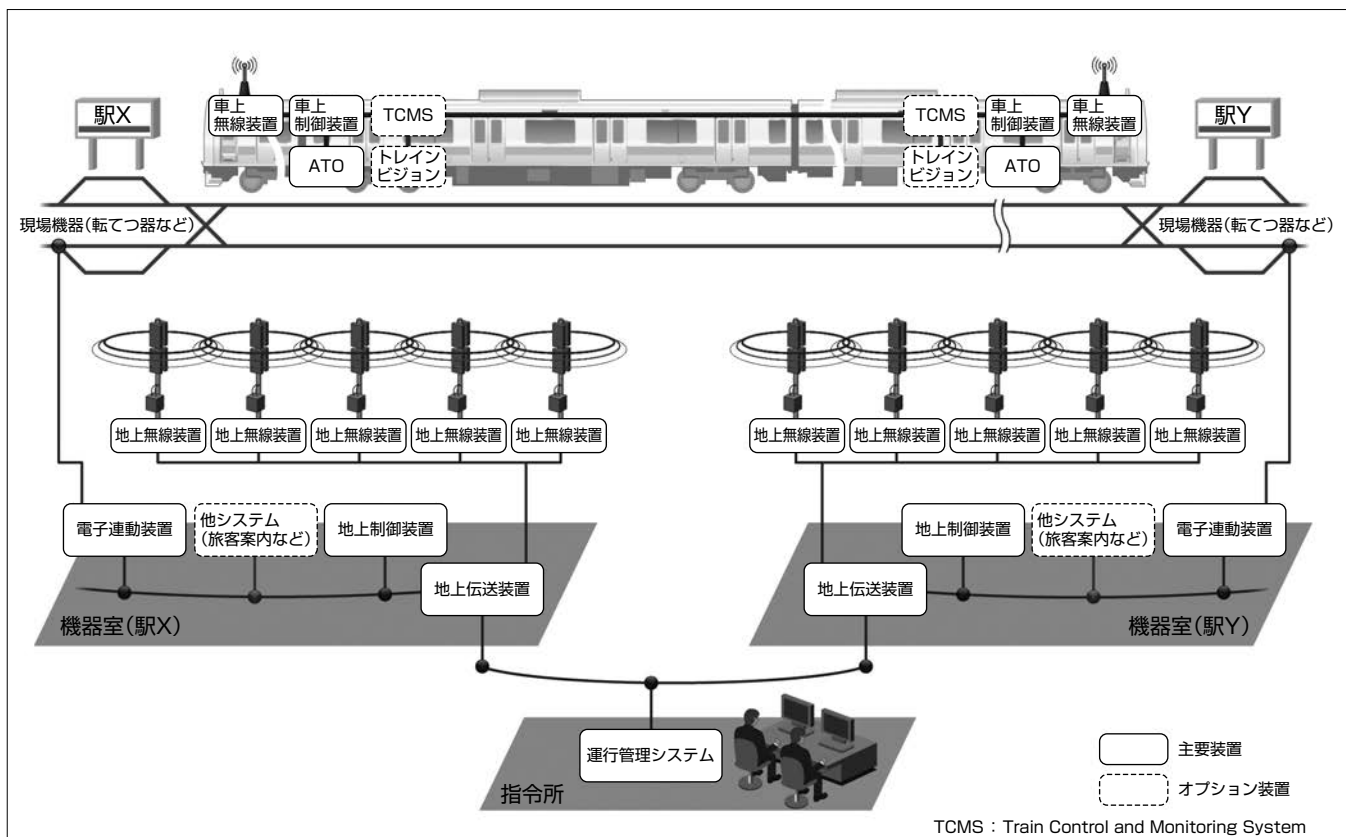 駅X
車上
無線装置
車上
制御装置
TCMS
TCMS
車上
制御装置
車上
無線装置
駅Y
ATO
トレイン
ビジョン
トレイン
ビジョン
ATO
現場機器(転てつ器など)
現場機器(転てつ器など)
地上無線装置
地上無線装置
地上無線装置
地上無線装置
地上無線装置
地上無線装置
地上無線装置
地上無線装置
地上無線装置
地上無線装置
電子連動装置
他システム
(旅客案内など)
地上制御装置
地上伝送装置
機器室(駅X)
地上制御装置
他システム
(旅客案内など)
電子連動装置
地上伝送装置
機器室(駅Y)
運行管理システム
指令所
主要装置
オプション装置
TCMS:Train Control and Monitoring System